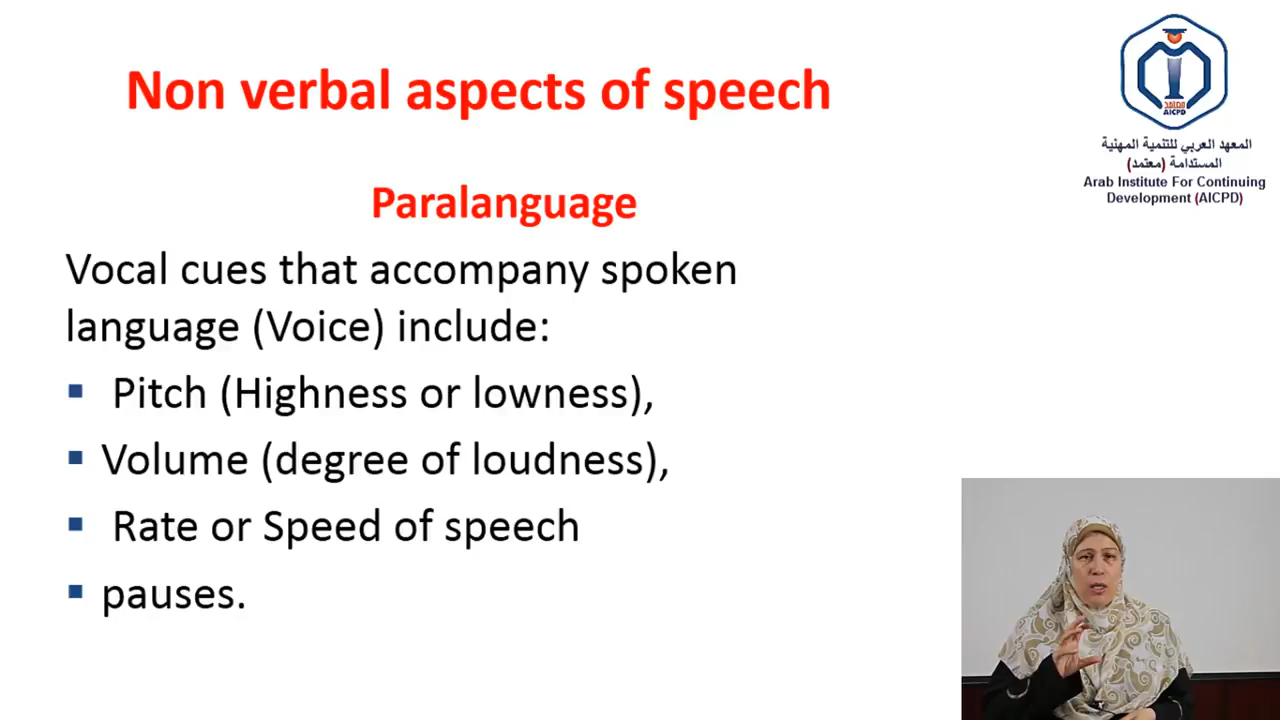 Non verbal aspects of speech
Paralanguage
Vocal cues that accompany spoken
language (Voice) include:
▪ Pitch (Highness or lowness),
▪ Volume (degree of loudness),
▪ Rate or Speed of speech
▪ pauses.
معتمد
AICPD
المعهد العربي للتنمية المهنية
المستدامة (معتمد)
Arab Institute For Continuing
Development (AICPD)